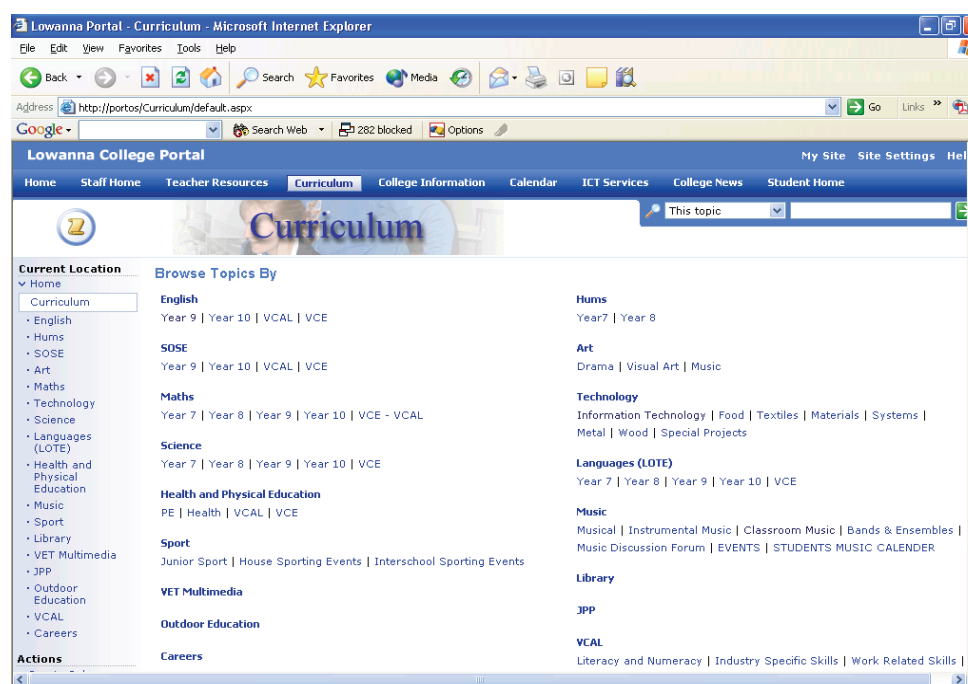 Lowanna Portal - Curriculum - Microsoft Internet Explorer
File Edit View Favorites Tools Help
Back Search Favorites Media
Address http://portos/Curriculum/default.aspx Go Links »
Google Search Web 282 blocked Options
Lowanna College Portal My Site Site Settings Hel
Home Staff Home Teacher Resources Curriculum College Information Calendar ICT Services College News Student Home
Curriculum
This topic
Current Location
Home
Curriculum
· English
· Hums
· SOSE
· Art
· Maths
· Technology
· Science
· Languages
(LOTE)
· Health and
Physical
Education
· Music
· Sport
· Library
· VET Multimedia
· JPP
· Outdoor
Education
· VCAL
· Careers
Actions
Browse Topics By
English
Year 9 | Year 10 | VCAL | VCE
SOSE
Year 9 | Year 10 | VCAL | VCE
Maths
Year 7 | Year 8 | Year 9 | Year 10 | VCE - VCAL
Science
Year 7 | Year 8 | Year 9 | Year 10 | VCE
Health and Physical Education
PE | Health | VCAL | VCE
Sport
Junior Sport | House Sporting Events | Interschool Sporting Events
VET Multimedia
Outdoor Education
Careers
Hums
Year7 | Year 8
Art
Drama | Visual Art | Music
Technology
Information Technology | Food | Textiles | Materials | Systems |
Metal | Wood | Special Projects
Languages (LOTE)
Year 7 | Year 8 | Year 9 | Year 10 | VCE
Music
Musical | Instrumental Music | Classroom Music | Bands & Ensembles |
Music Discussion Forum | EVENTS | STUDENTS MUSIC CALENDER
Library
JPP
VCAL
Literacy and Numeracy | Industry Specific Skills | Work Related Skills |